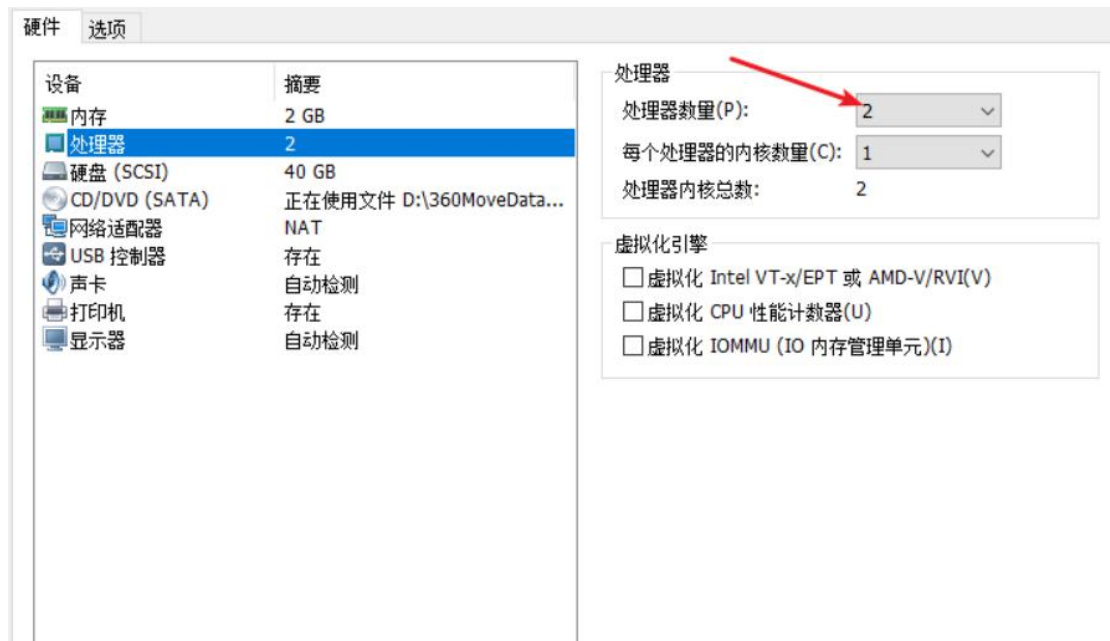 硬件 选项
设备 摘要
内存 2 GB
处理器 2
硬盘 (SCSI) 40 GB
CD/DVD (SATA) 正在使用文件 D:\360MoveData...
网络适配器 NAT
USB 控制器 存在
声卡 自动检测
打印机 存在
显示器 自动检测
处理器
处理器数量(P): 2
每个处理器的内核数量(C): 1
处理器内核总数: 2
虚拟化引擎
虚拟化 Intel VT-x/EPT 或 AMD-V/RVI(V)
虚拟化 CPU 性能计数器(U)
虚拟化 IOMMU (IO 内存管理单元)(I)